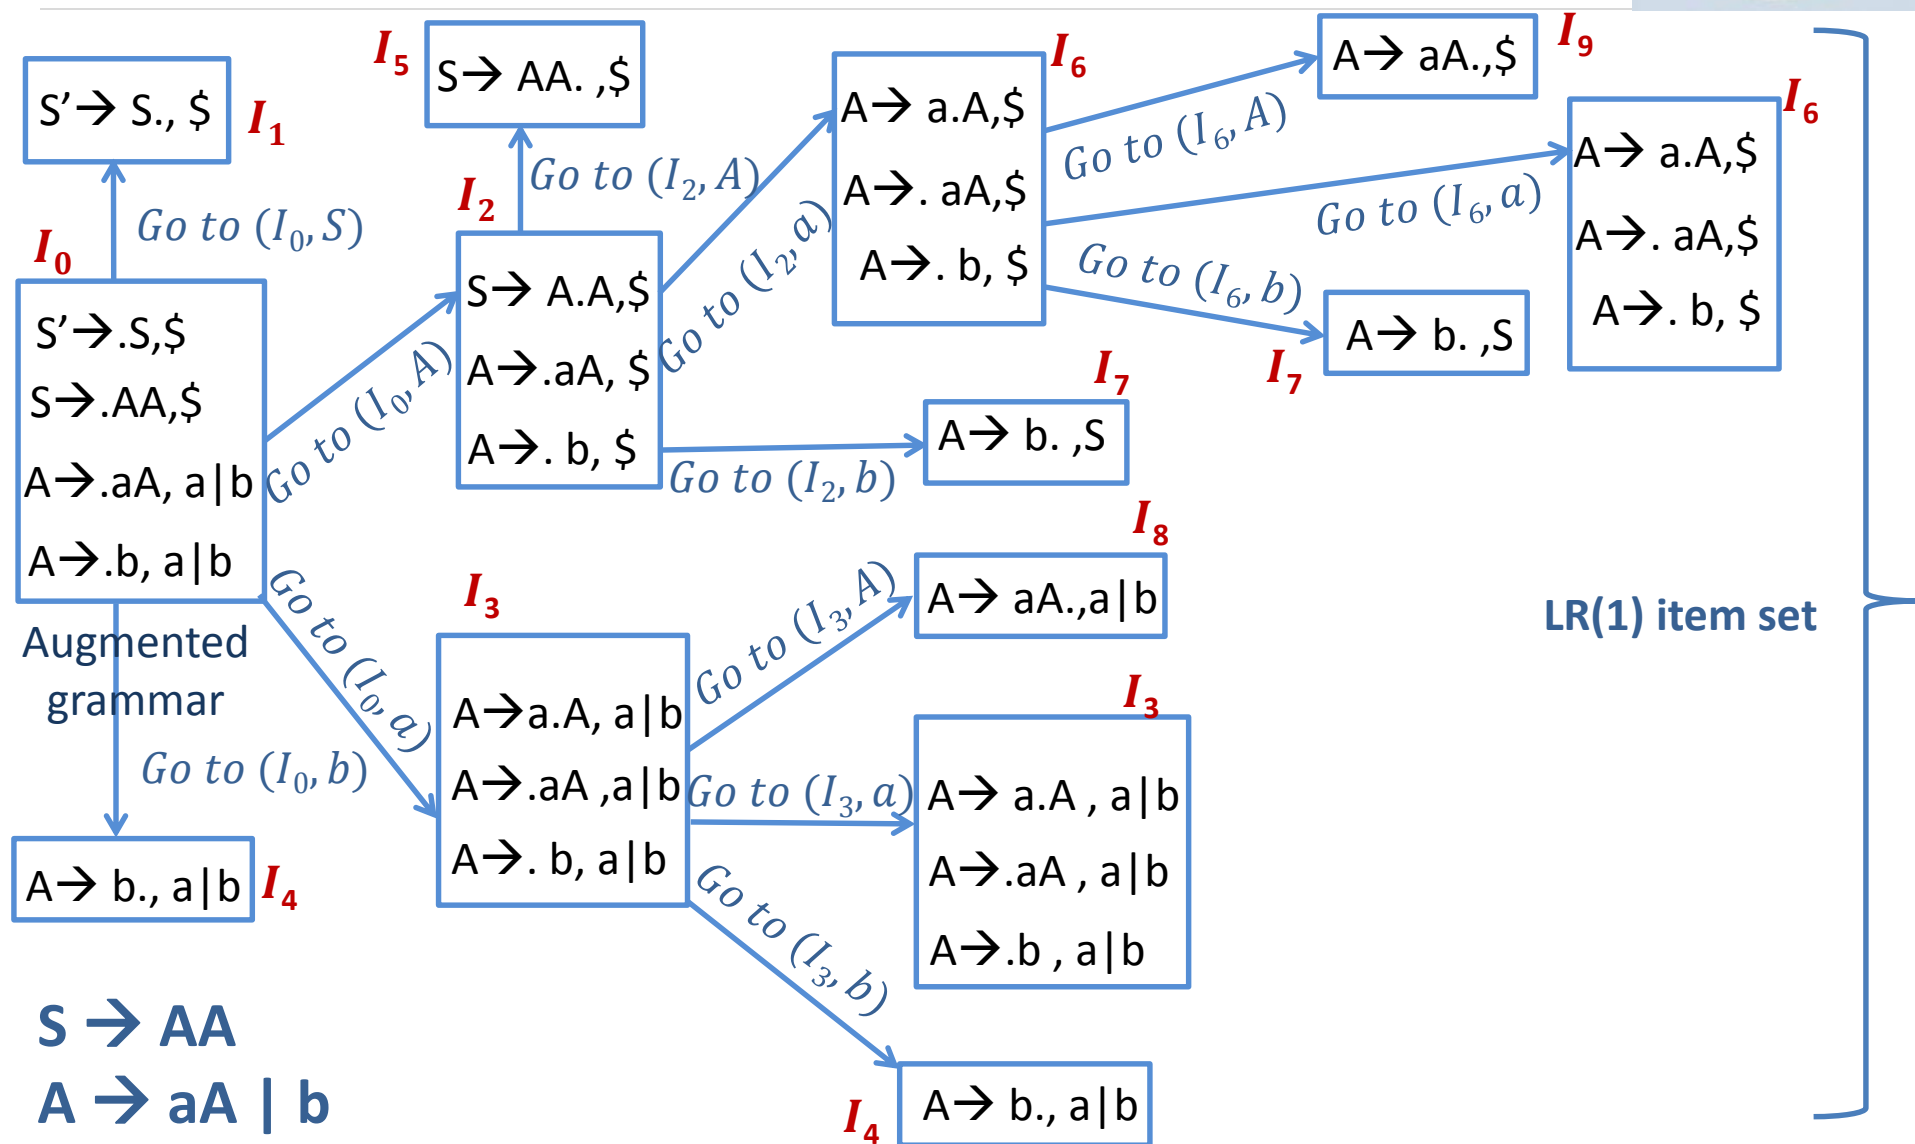 S'→ S., $
I1
Go to (I0, S)
I0
S'→.S,$
S→.AA,$
A→.aA, a|b
A→.b, a|b
Augmented
grammar
Go to (I0, b)
A→ b., a|b
I4
S → AA
A → aA | b
I5
S→ AA. ,$
Go to (I2, A)
I2
Go to (I0, A)
S→ A.A,$
A→.aA, $
A→. b, $
Go to (I2, a)
Go to (I2, b)
I6
A→ a.A,$
A→. aA,$
A→. b, $
Go to (I6, A)
I9
A→ aA.,$
Go to (I6, a)
I6
A→ a.A,$
A→. aA,$
A→. b, $
Go to (I6, b)
I7
A→ b. ,S
I7
A→ b. ,S
Go to (I0, a)
I3
A→a.A, a|b
A→.aA ,a|b
A→. b, a|b
Go to (I3, A)
I8
A→ aA.,a|b
Go to (I3, a)
I3
A→ a.A , a|b
A→.aA , a|b
A→.b , a|b
Go to (I3, b)
I4
A→ b., a|b
LR(1) item set